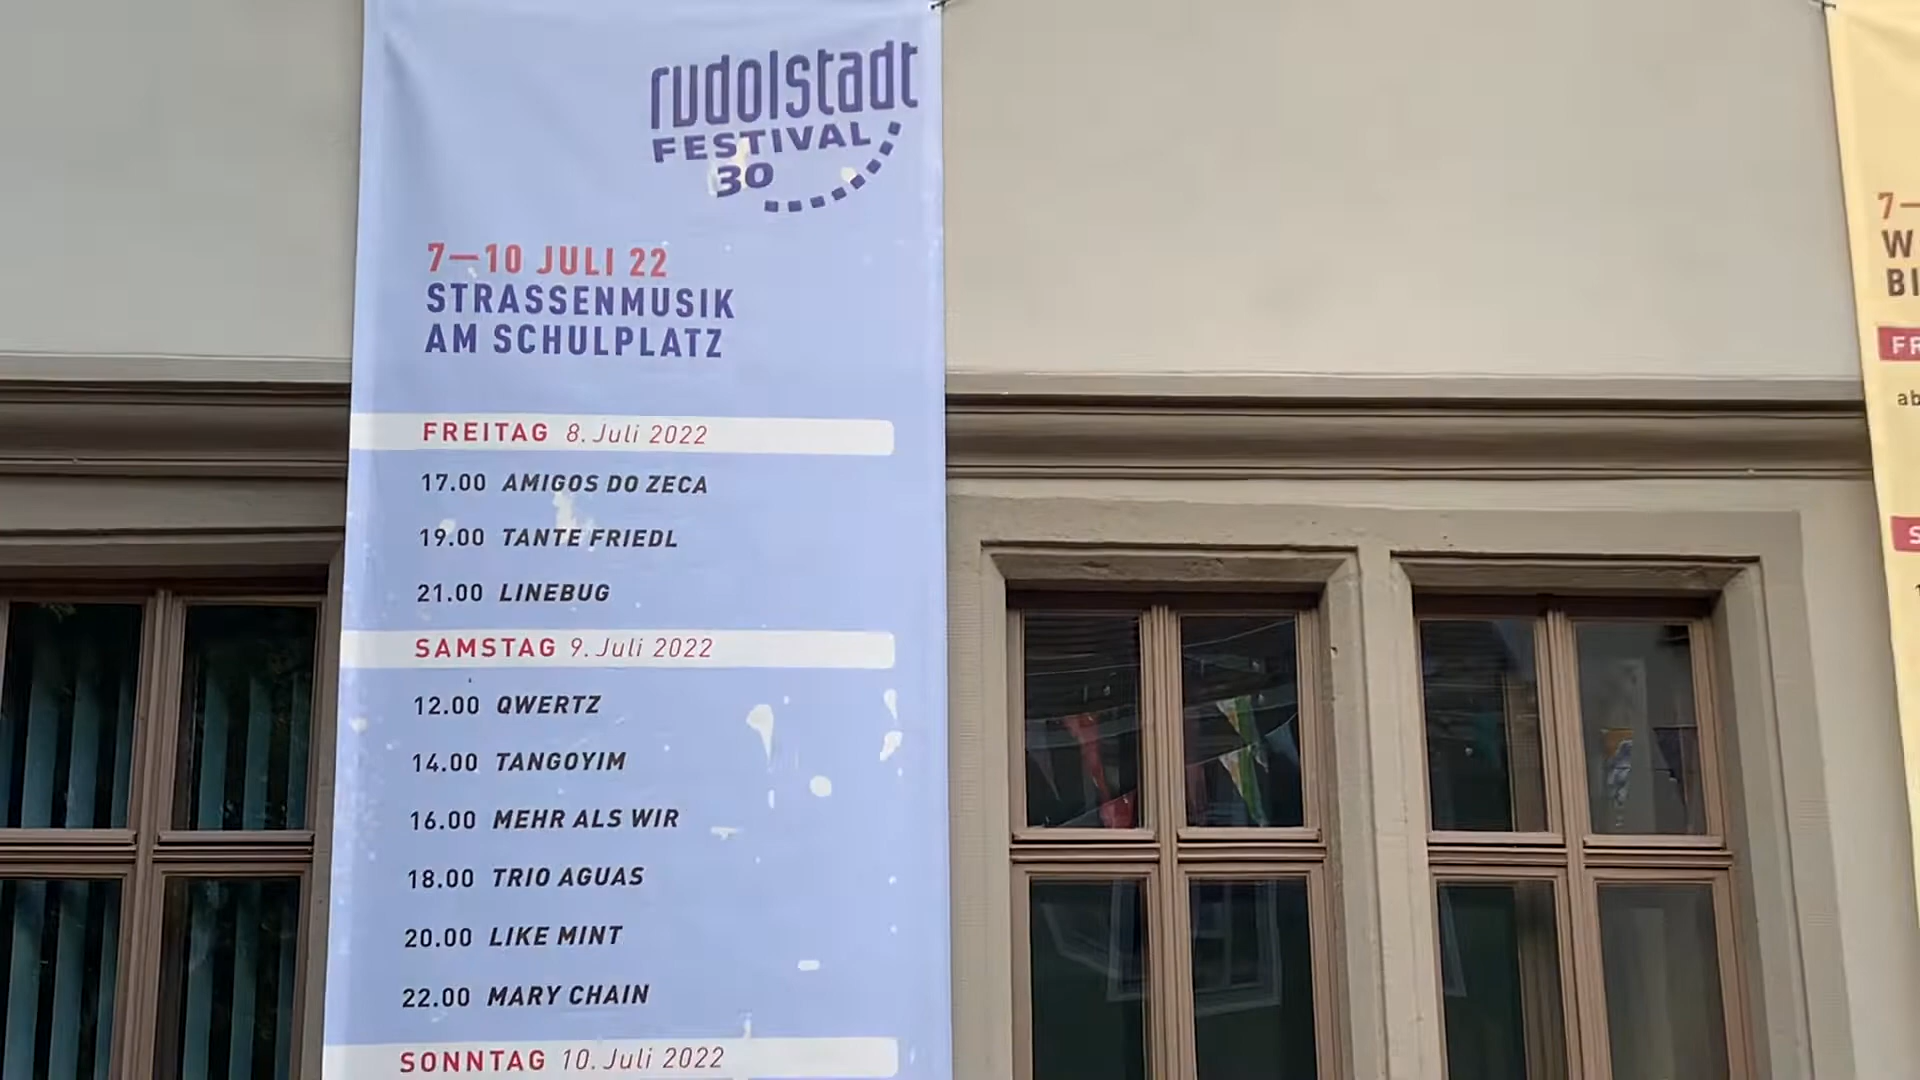 rudolstadt
FESTIVAL
30
7—10 JULI 22
STRASSENMUSIK
AM SCHULPLATZ
FREITAG 8. Juli 2022
17.00 AMIGOS DO ZECA
19.00 TANTE FRIEDL
21.00 LINEBUG
SAMSTAG 9. Juli 2022
12.00 QWERTZ
14.00 TANGOYIM
16.00 MEHR ALS WIR
18.00 TRIO AGUAS
20.00 LIKE MINT
22.00 MARY CHAIN
SONNTAG 10. Juli 2022
7—
ab